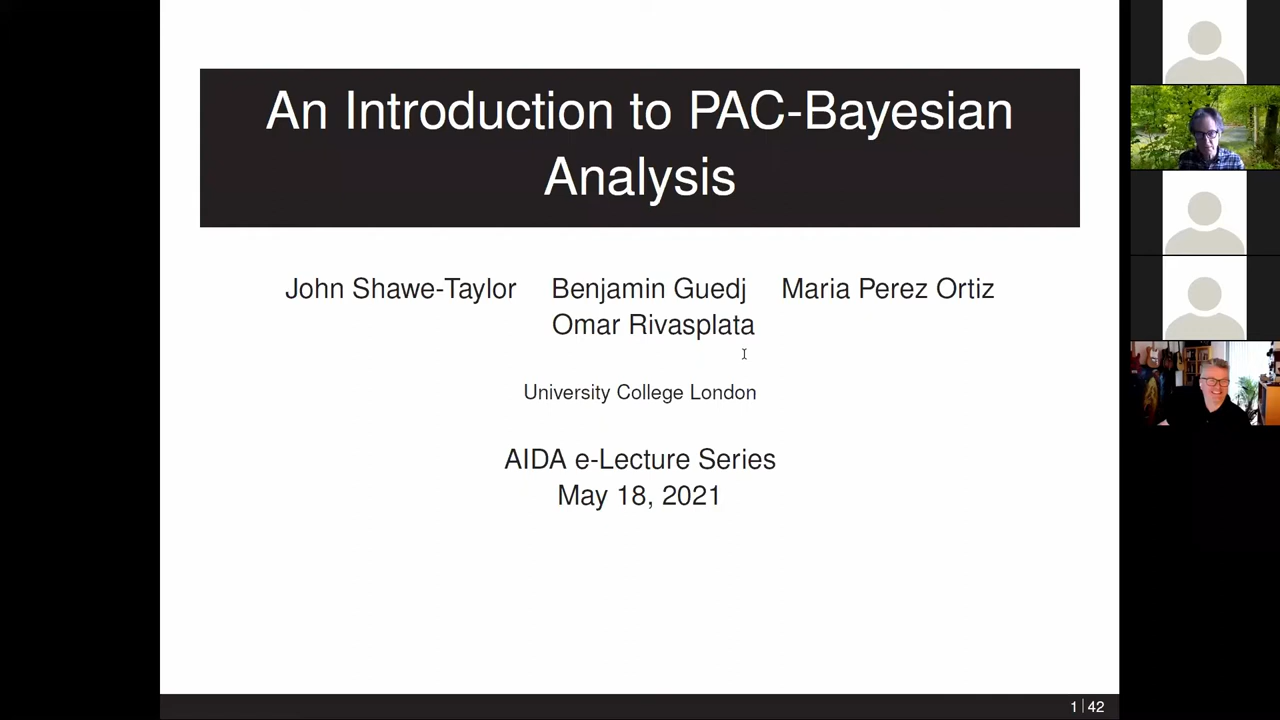 An Introduction to PAC-Bayesian
Analysis
John Shawe-Taylor Benjamin Guedj Maria Perez Ortiz
Omar Rivasplata
University College London
AIDA e-Lecture Series
May 18, 2021
1 | 42